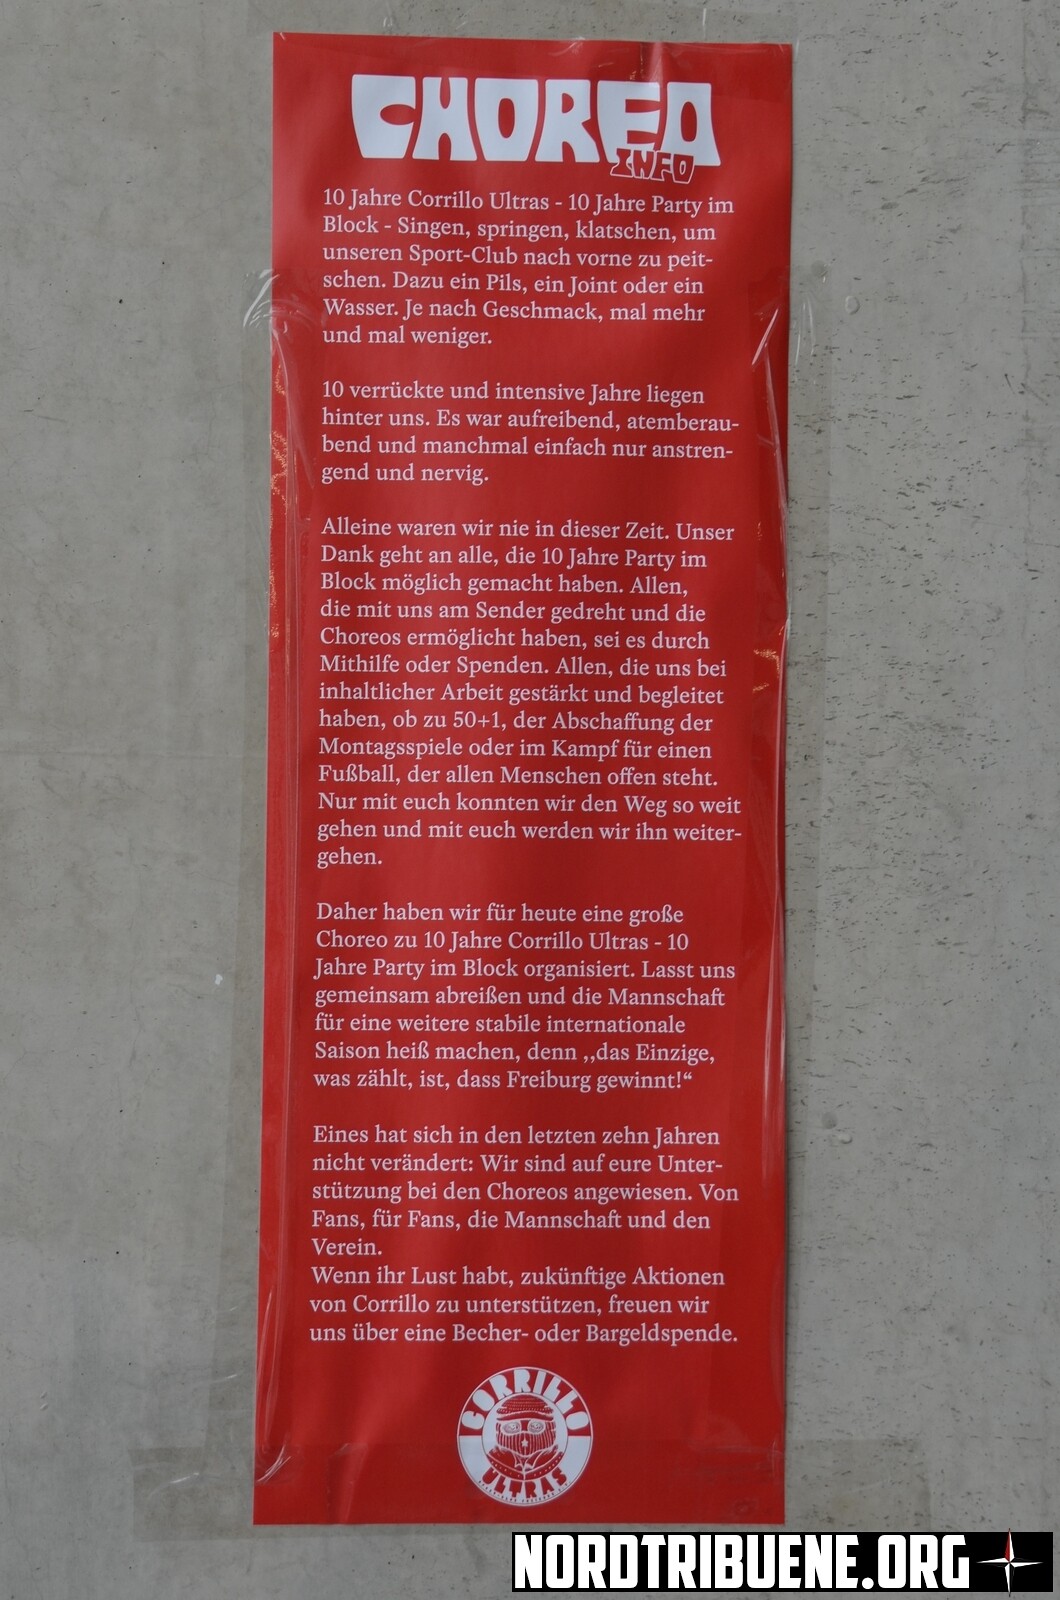 CHOREO
INFO
10 Jahre Corrillo Ultras - 10 Jahre Party im
Block - Singen, springen, klatschen, um
unseren Sport-Club nach vorne zu peit-
schen. Dazu ein Pils, ein Joint oder ein
Wasser. Je nach Geschmack, mal mehr
und mal weniger.
10 verrückte und intensive Jahre liegen
hinter uns. Es war aufreibend, atemberau-
bend und manchmal einfach nur anstren-
gend und nervig.
Alleine waren wir nie in dieser Zeit. Unser
Dank geht an alle, die 10 Jahre Party im
Block möglich gemacht haben. Allen,
die mit uns am Sender gedreht und die
Choreos ermöglicht haben, sei es durch
Mithilfe oder Spenden. Allen, die uns bei
inhaltlicher Arbeit gestärkt und begleitet
haben, ob zu 50+1, der Abschaffung der
Montagsspiele oder im Kampf für einen
Fußball, der allen Menschen offen steht.
Nur mit euch konnten wir den Weg so weit
gehen und mit euch werden wir ihn weiter-
gehen.
Daher haben wir für heute eine große
Choreo zu 10 Jahre Corrillo Ultras - 10
Jahre Party im Block organisiert. Lasst uns
gemeinsam abreißen und die Mannschaft
für eine weitere stabile internationale
Saison heiß machen, denn ,,das Einzige,
was zählt, ist, dass Freiburg gewinnt!“
Eines hat sich in den letzten zehn Jahren
nicht verändert: Wir sind auf eure Unter-
stützung bei den Choreos angewiesen. Von
Fans, für Fans, die Mannschaft und den
Verein.
Wenn ihr Lust habt, zukünftige Aktionen
von Corrillo zu unterstützen, freuen wir
uns über eine Becher- oder Bargeldspende.
CORRILLO
ULTRAS
NORDTRIBUENE.ORG